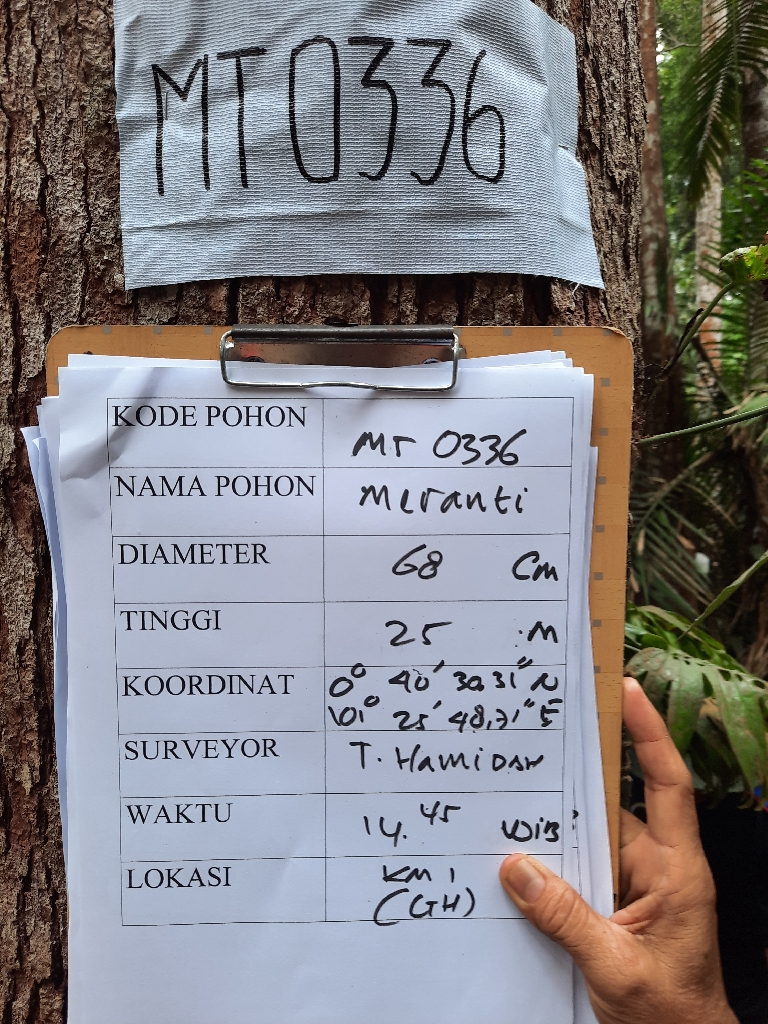 MT 0336
KODE POHON MT 0336
NAMA POHON Meranti
DIAMETER 68 Cm
TINGGI 25 M
KOORDINAT 0° 40' 30,31" N
101° 25' 48,71" E
SURVEYOR T. HAMIDAH
WAKTU 14.45 WIB
LOKASI KM 1
(GH)